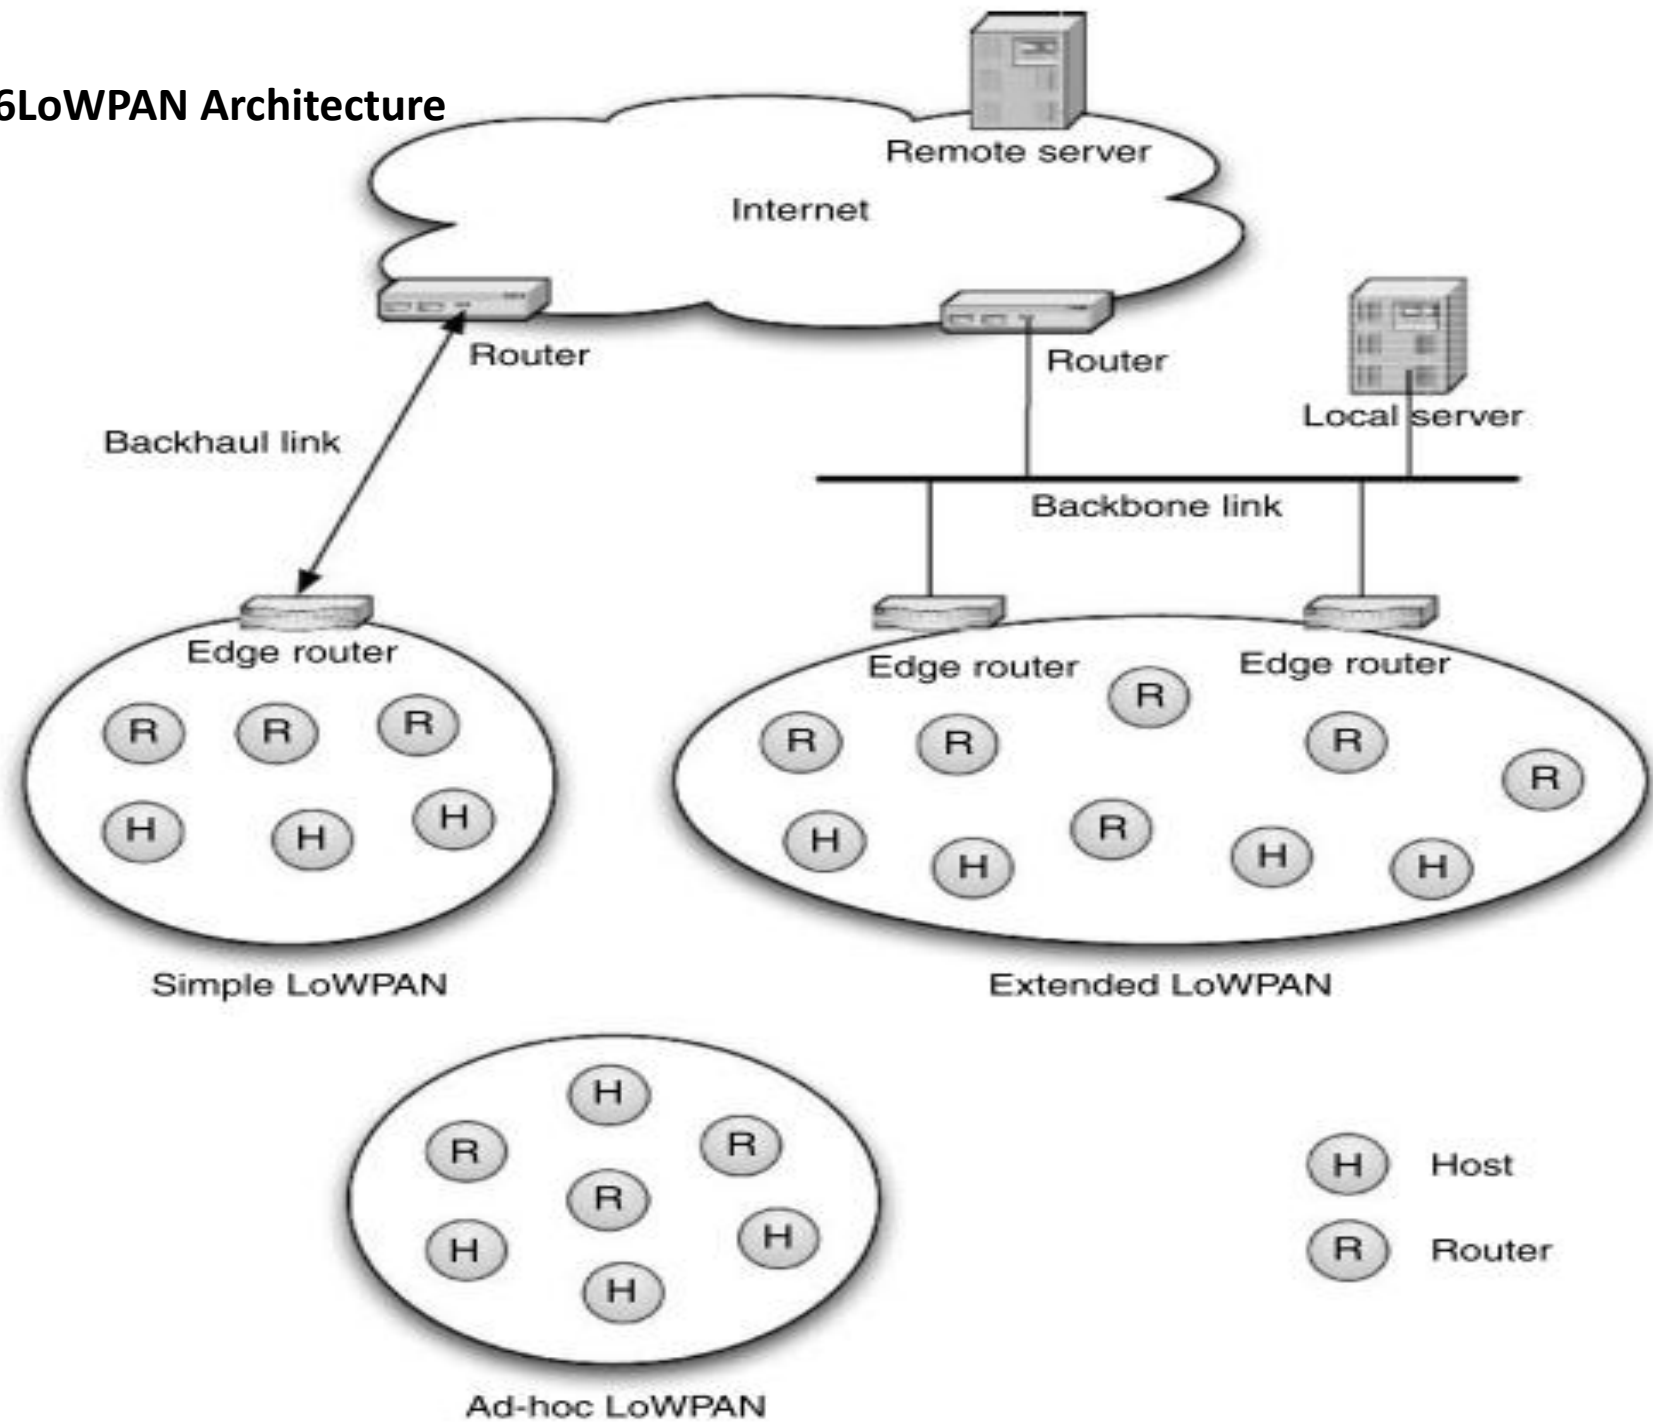 6LoWPAN Architecture
Remote server
Internet
Router
Router
Local server
Backhaul link
Backbone link
Edge router
Edge router
Edge router
R
R
R
H
H
H
R
R
R
R
R
H
H
R
H
H
Simple LoWPAN
Extended LoWPAN
H
R
R
R
H
H
H
H Host
R Router
Ad-hoc LoWPAN